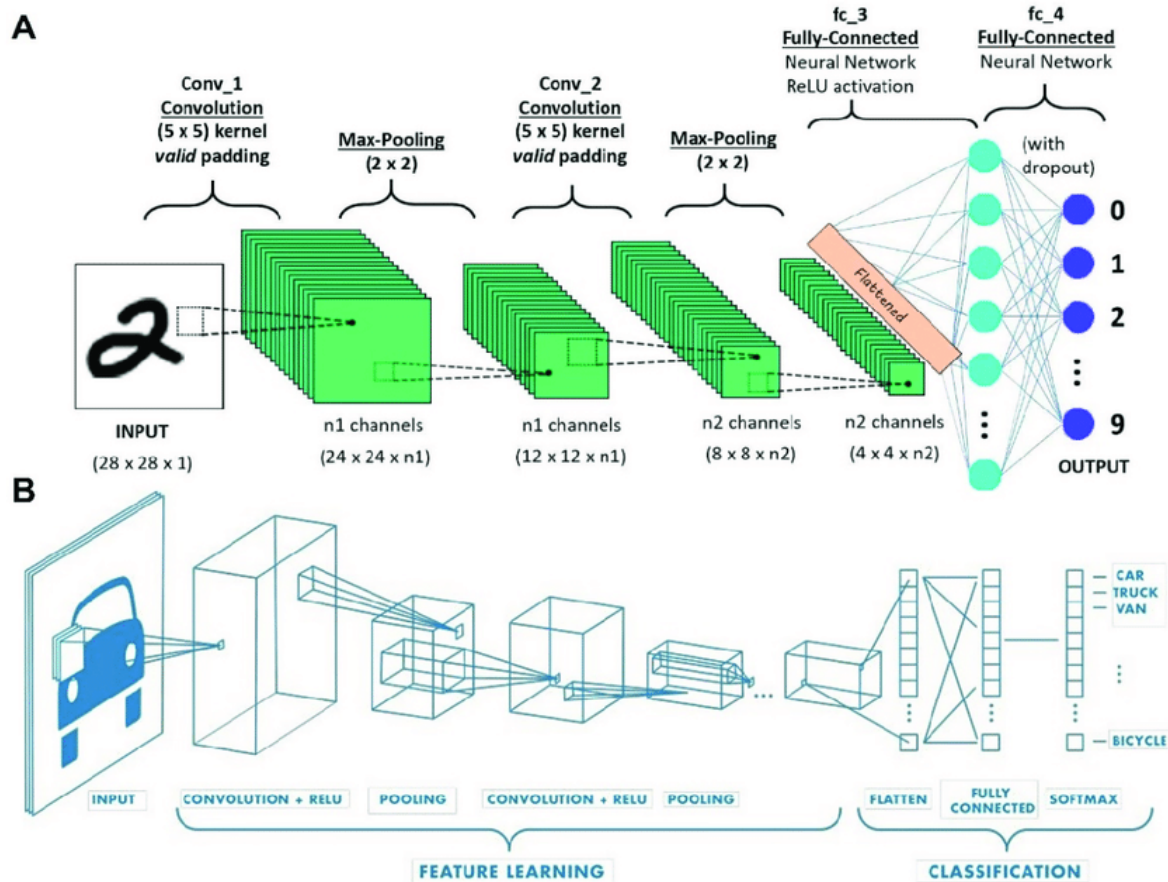 A
Conv_1
Convolution
(5 x 5) kernel
valid padding
Max-Pooling
(2 x 2)
Conv_2
Convolution
(5 x 5) kernel
valid padding
Max-Pooling
(2 x 2)
fc_3
Fully-Connected
Neural Network
ReLU activation
fc_4
Fully-Connected
Neural Network
(with
dropout)
Flattened
0
1
2
9
OUTPUT
INPUT
(28 x 28 x 1)
n1 channels
(24 x 24 x n1)
n1 channels
(12 x 12 x n1)
n2 channels
(8 x 8 x n2)
n2 channels
(4 x 4 x n2)
B
CAR
TRUCK
VAN
...
BICYCLE
INPUT
CONVOLUTION + RELU
POOLING
CONVOLUTION + RELU
POOLING
FLATTEN
FULLY
CONNECTED
SOFTMAX
FEATURE LEARNING
CLASSIFICATION